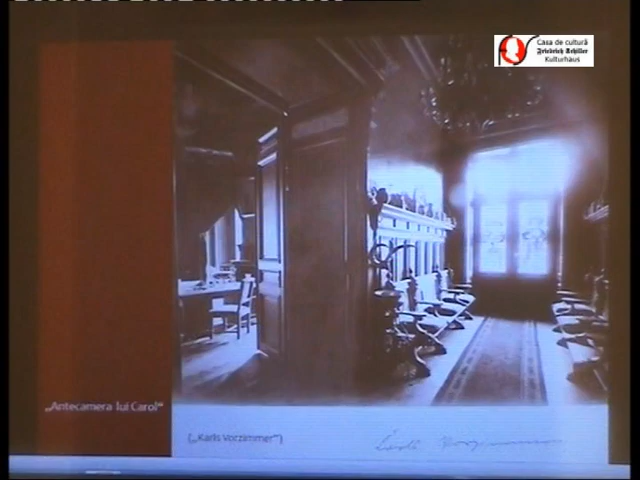 Casa de cultură
Friedrich Schiller
Kulturhaus
„Antecamera lui Carol“
(„Karls Vorzimmer“)